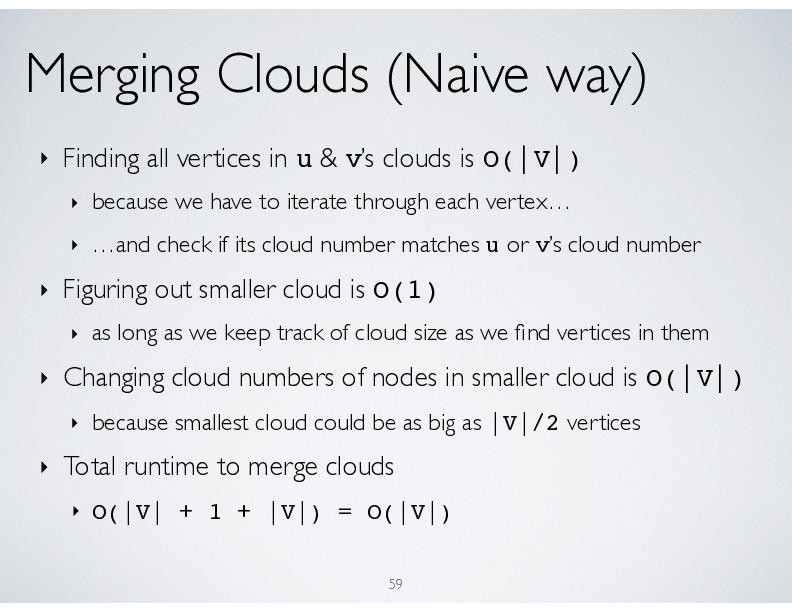 Merging Clouds (Naive way)
‣ Finding all vertices in u & v’s clouds is O(|V|)
‣ because we have to iterate through each vertex…
‣ …and check if its cloud number matches u or v’s cloud number
‣ Figuring out smaller cloud is O(1)
‣ as long as we keep track of cloud size as we find vertices in them
‣ Changing cloud numbers of nodes in smaller cloud is O(|V|)
‣ because smallest cloud could be as big as |V|/2 vertices
‣ Total runtime to merge clouds
‣ O(|V| + 1 + |V|) = O(|V|)
59